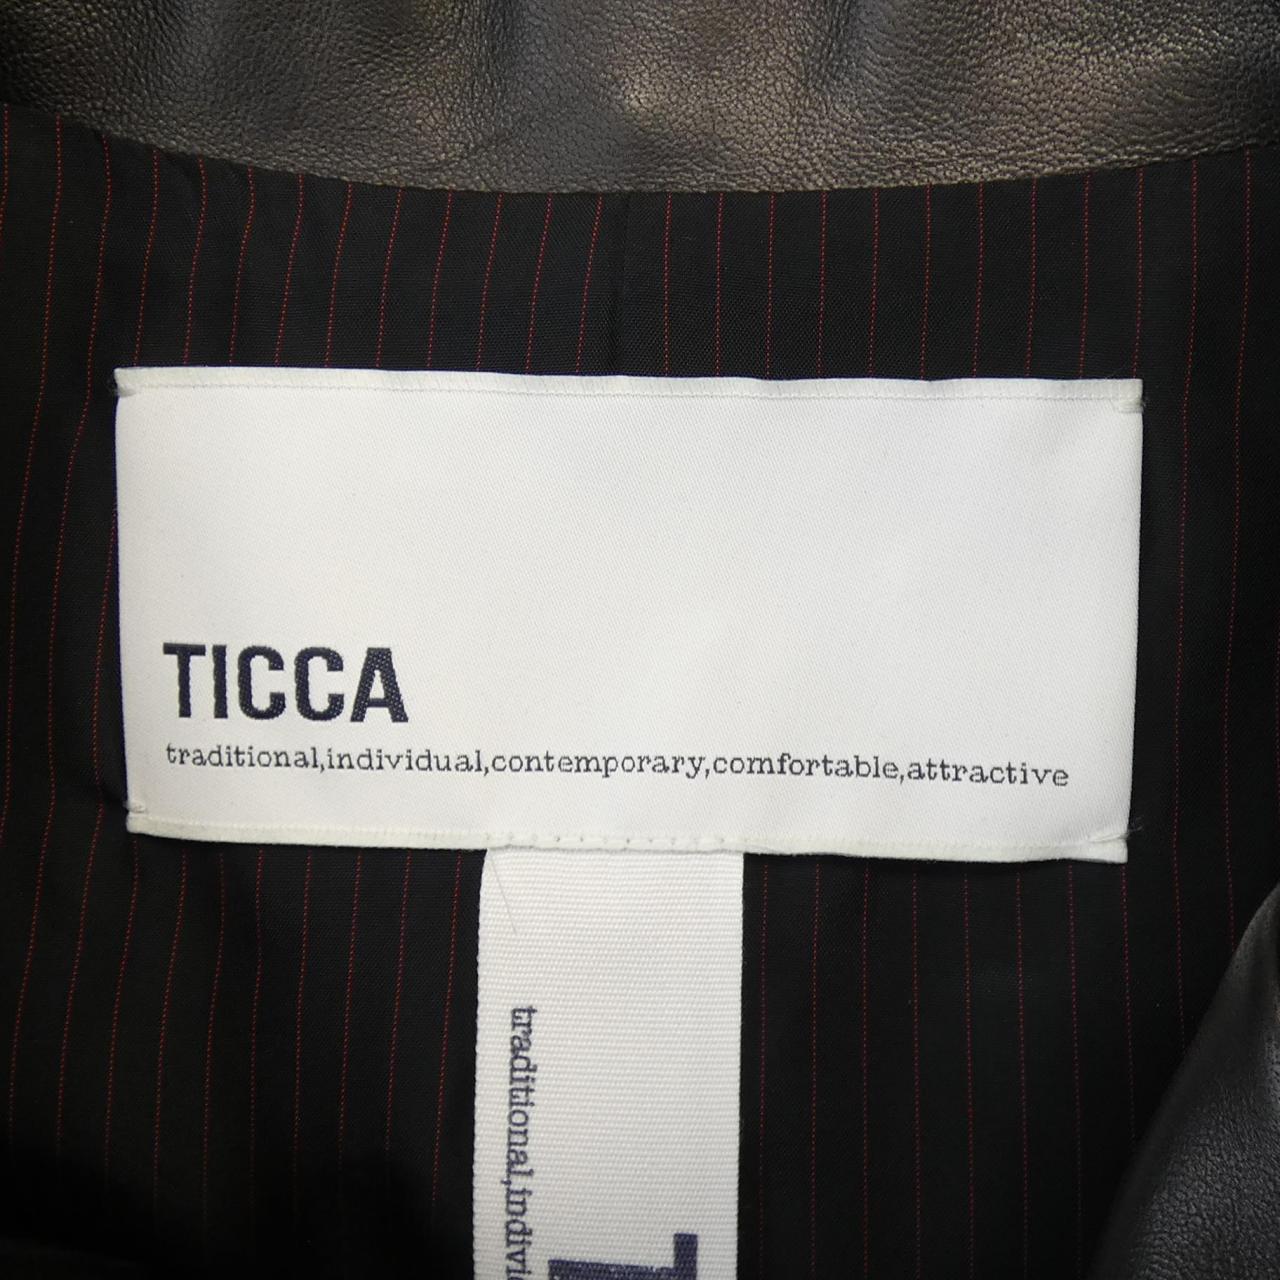 TICCA
traditional,individual,contemporary,comfortable,attractive
traditional,indivi
T